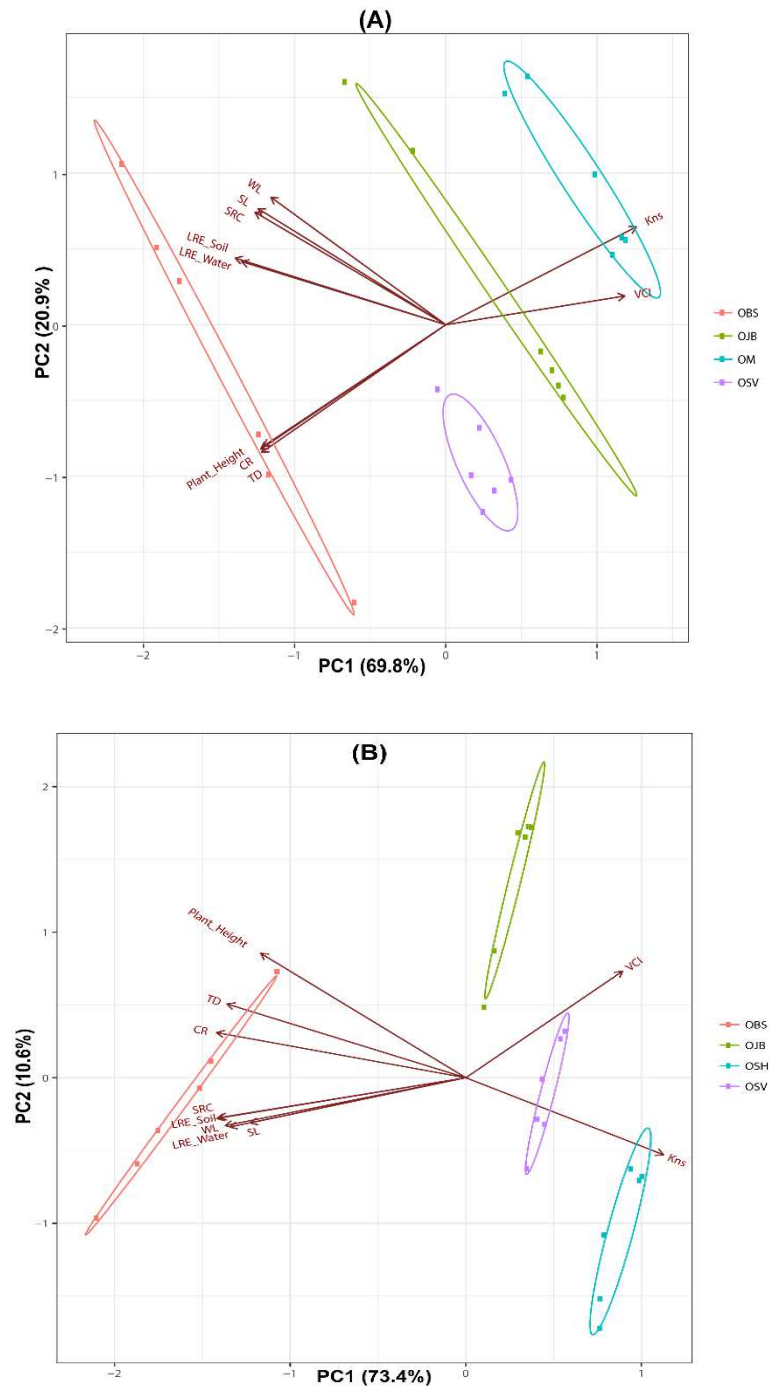 (A)
PC2 (20.9%)
1
0
−1
−2
WL
SL
SRC
LRE_Soil
LRE_Water
Kns
VCI
Plant_Height
CR
TD
−2
−1
0
1
PC1 (69.8%)
OBS
OJB
OM
OSV
(B)
PC2 (10.6%)
2
1
0
−1
Plant_Height
TD
CR
VCI
SRC
LRE_Soil
WL
LRE_Water
SL
Kns
−2
−1
0
1
PC1 (73.4%)
OBS
OJB
OSH
OSV